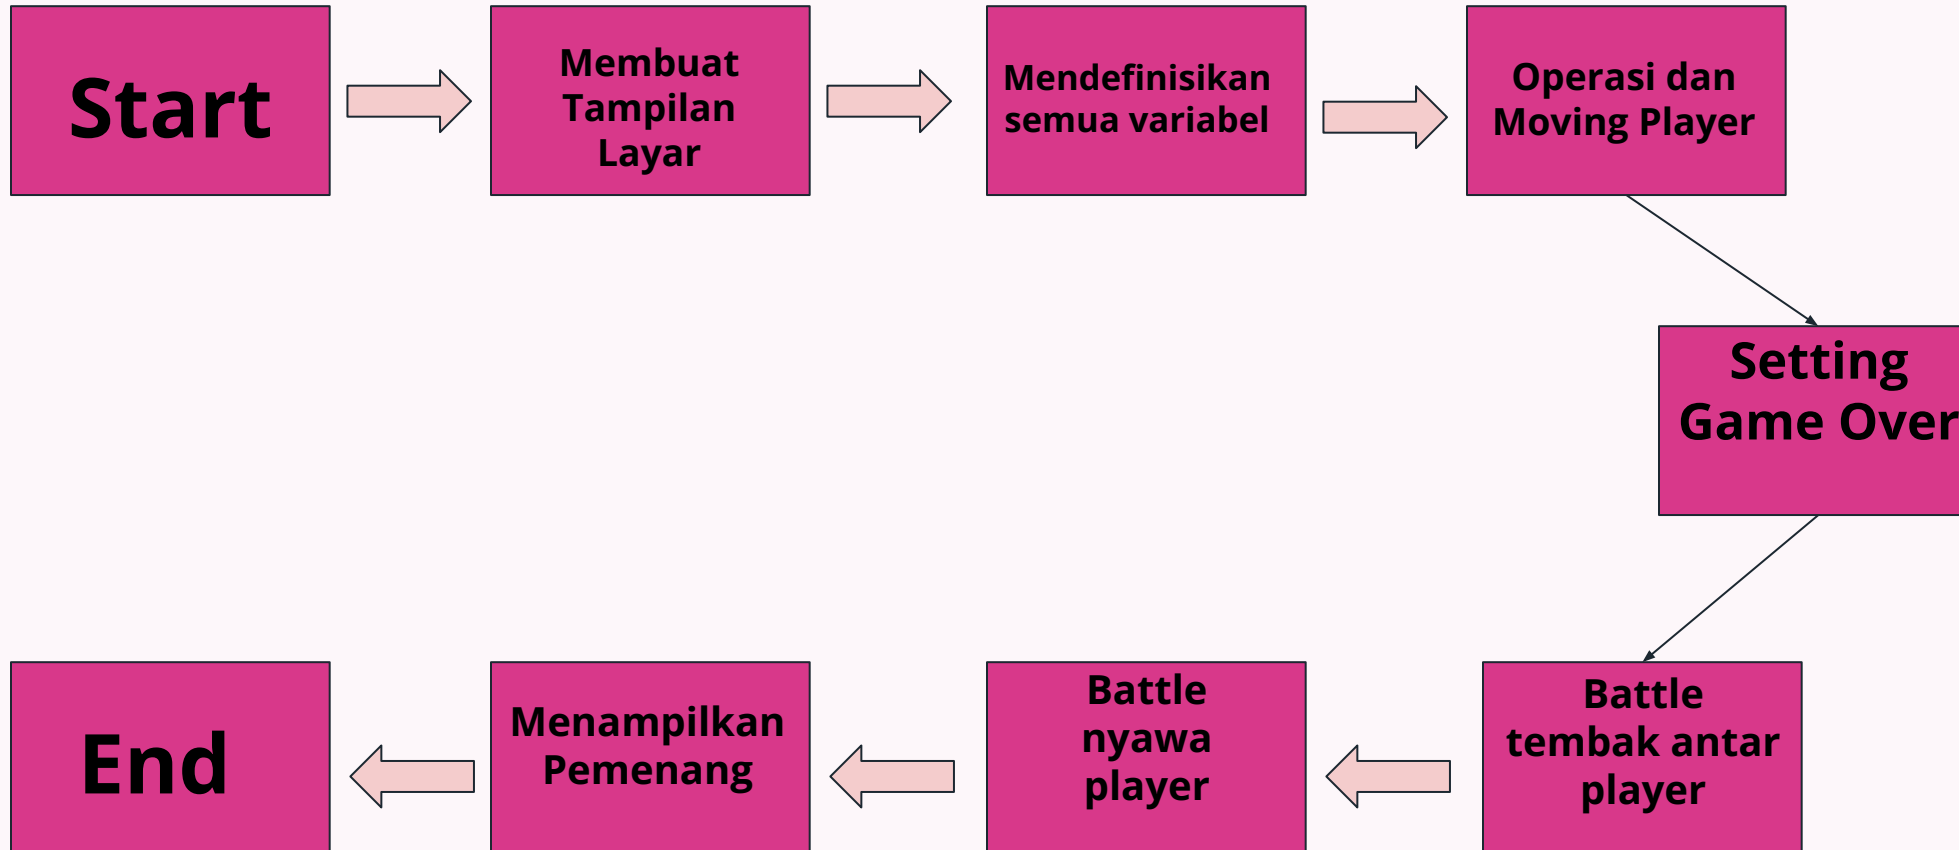 Start
Membuat
Tampilan
Layar
Mendefinisikan
semua variabel
Operasi dan
Moving Player
Setting
Game Over
Battle
tembak antar
player
Battle
nyawa
player
Menampilkan
Pemenang
End